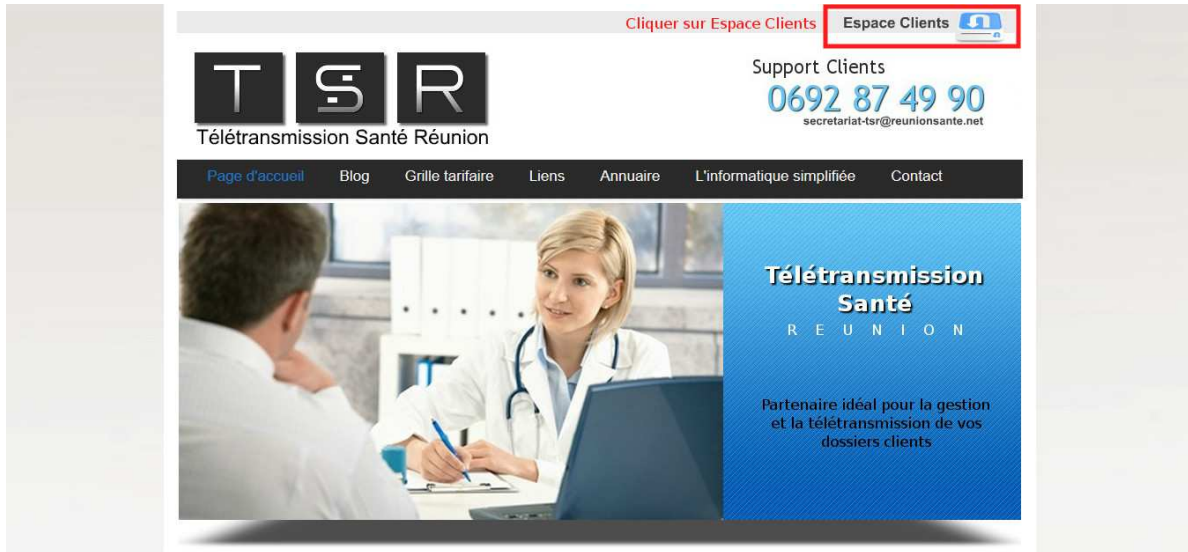 Cliquer sur Espace Clients Espace Clients
TSR
Télétransmission Santé Réunion
Support Clients
0692 87 49 90
secretariat-tsr@reunionsante.net
Page d'accueil Blog Grille tarifaire Liens Annuaire L'informatique simplifiée Contact
Télétransmission
Santé
REUNION
Partenaire idéal pour la gestion
et la télétransmission de vos
dossiers clients